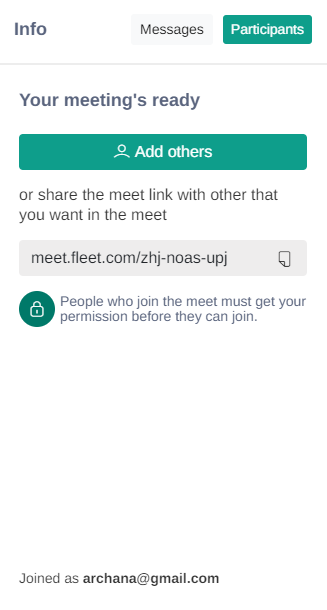 Info
Messages
Participants
Your meeting's ready
Add others
or share the meet link with other that
you want in the meet
meet.fleet.com/zhj-noas-upj
People who join the meet must get your
permission before they can join.
Joined as archana@gmail.com